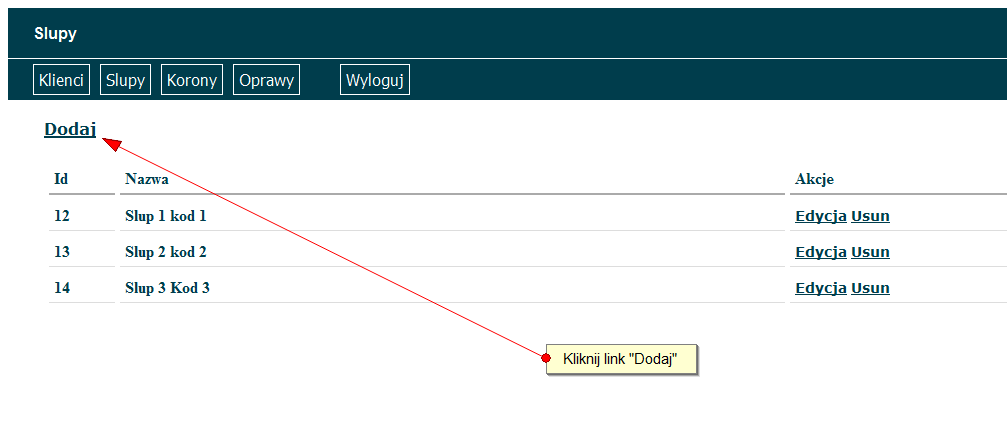 Slupy
Klienci Slupy Korony Oprawy Wyloguj
Dodaj
Id Nazwa Akcje
12 Slup 1 kod 1 Edycja Usun
13 Slup 2 kod 2 Edycja Usun
14 Slup 3 Kod 3 Edycja Usun
Kliknij link "Dodaj"